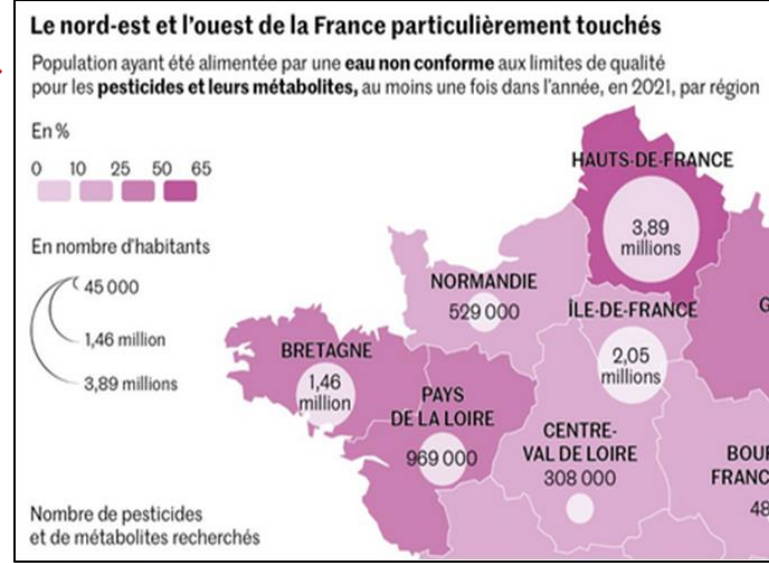 Le nord-est et l'ouest de la France particulièrement touchés
Population ayant été alimentée par une eau non conforme aux limites de qualité
pour les pesticides et leurs métabolites, au moins une fois dans l'année, en 2021, par région
En %
0 10 25 50 65
En nombre d'habitants
45 000
1,46 million
3,89 millions
HAUTS-DE-FRANCE
3,89
millions
NORMANDIE
529 000
ÎLE-DE-FRANCE
2,05
millions
G
BRETAGNE
1,46
million
PAYS
DE LA LOIRE
969 000
CENTRE-
VAL DE LOIRE
308 000
BOU
FRANC
48
Nombre de pesticides
et de métabolites recherchés